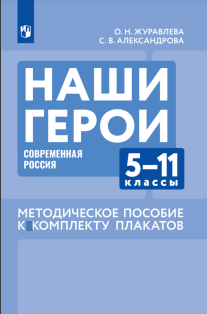 О. Н. ЖУРАВЛЕВА
С. В. АЛЕКСАНДРОВА
НАШИ
ГЕРОИ
СОВРЕМЕННАЯ
РОССИЯ
5–11
КЛАССЫ
МЕТОДИЧЕСКОЕ ПОСОБИЕ
К КОМПЛЕКТУ ПЛАКАТОВ